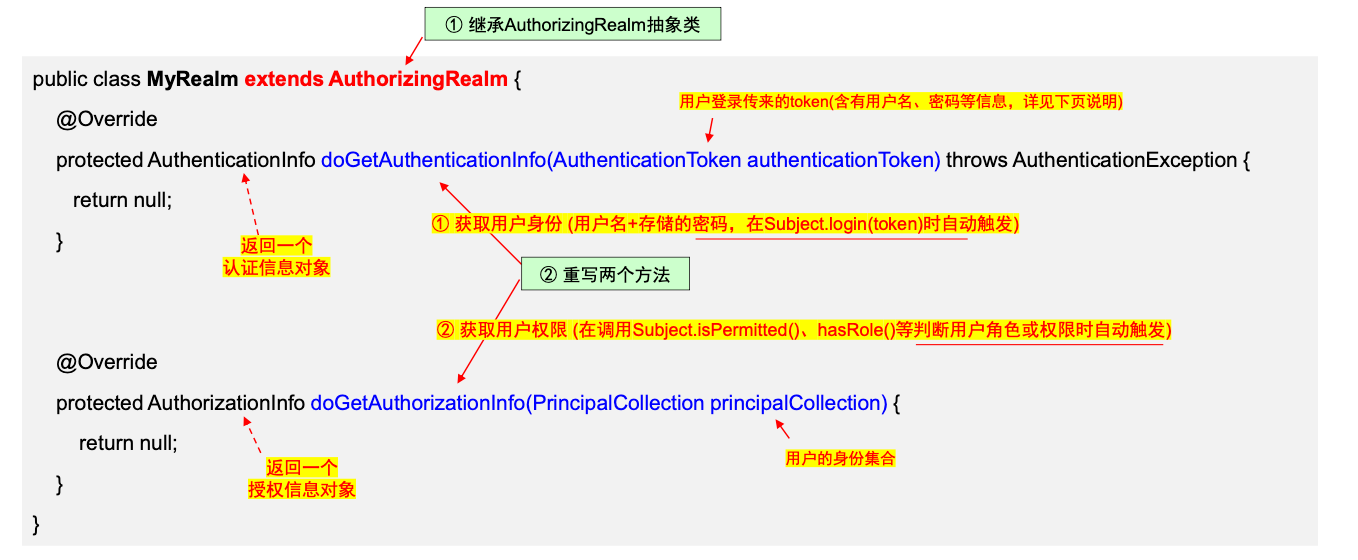 ① 继承AuthorizingRealm抽象类
public class MyRealm extends AuthorizingRealm {
用户登录传来的token(含有用户名、密码等信息，详见下页说明)
@Override
protected AuthenticationInfo doGetAuthenticationInfo(AuthenticationToken authenticationToken) throws AuthenticationException {
return null;
① 获取用户身份 (用户名+存储的密码，在Subject.login(token)时自动触发)
}
返回一个
认证信息对象
② 重写两个方法
② 获取用户权限 (在调用Subject.isPermitted()、hasRole()等判断用户角色或权限时自动触发)
@Override
protected AuthorizationInfo doGetAuthorizationInfo(PrincipalCollection principalCollection) {
return null;
用户的身份集合
返回一个
授权信息对象
}
}